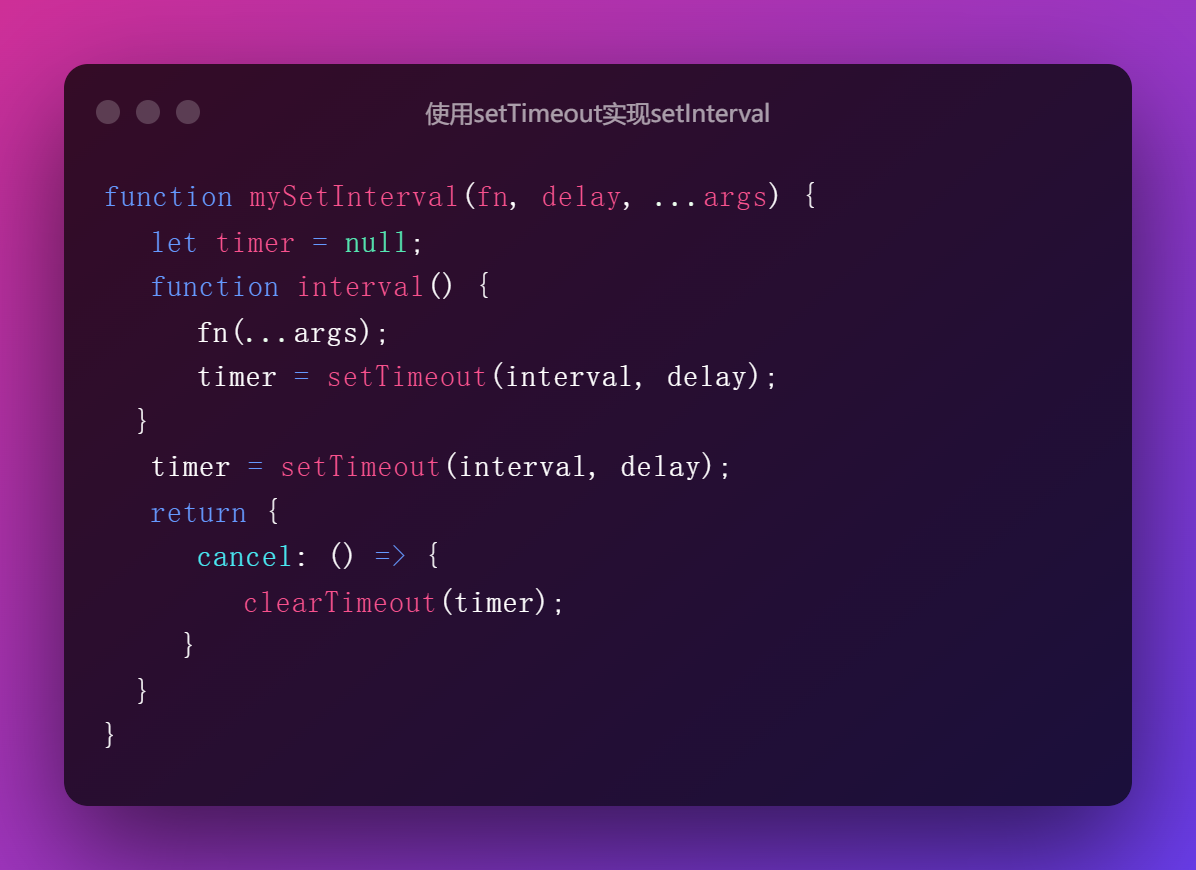 使用setTimeout实现setInterval
function mySetInterval(fn, delay, ...args) {
   let timer = null;
   function interval() {
      fn(...args);
      timer = setTimeout(interval, delay);
  }
   timer = setTimeout(interval, delay);
   return {
      cancel: () => {
         clearTimeout(timer);
     }
  }
}